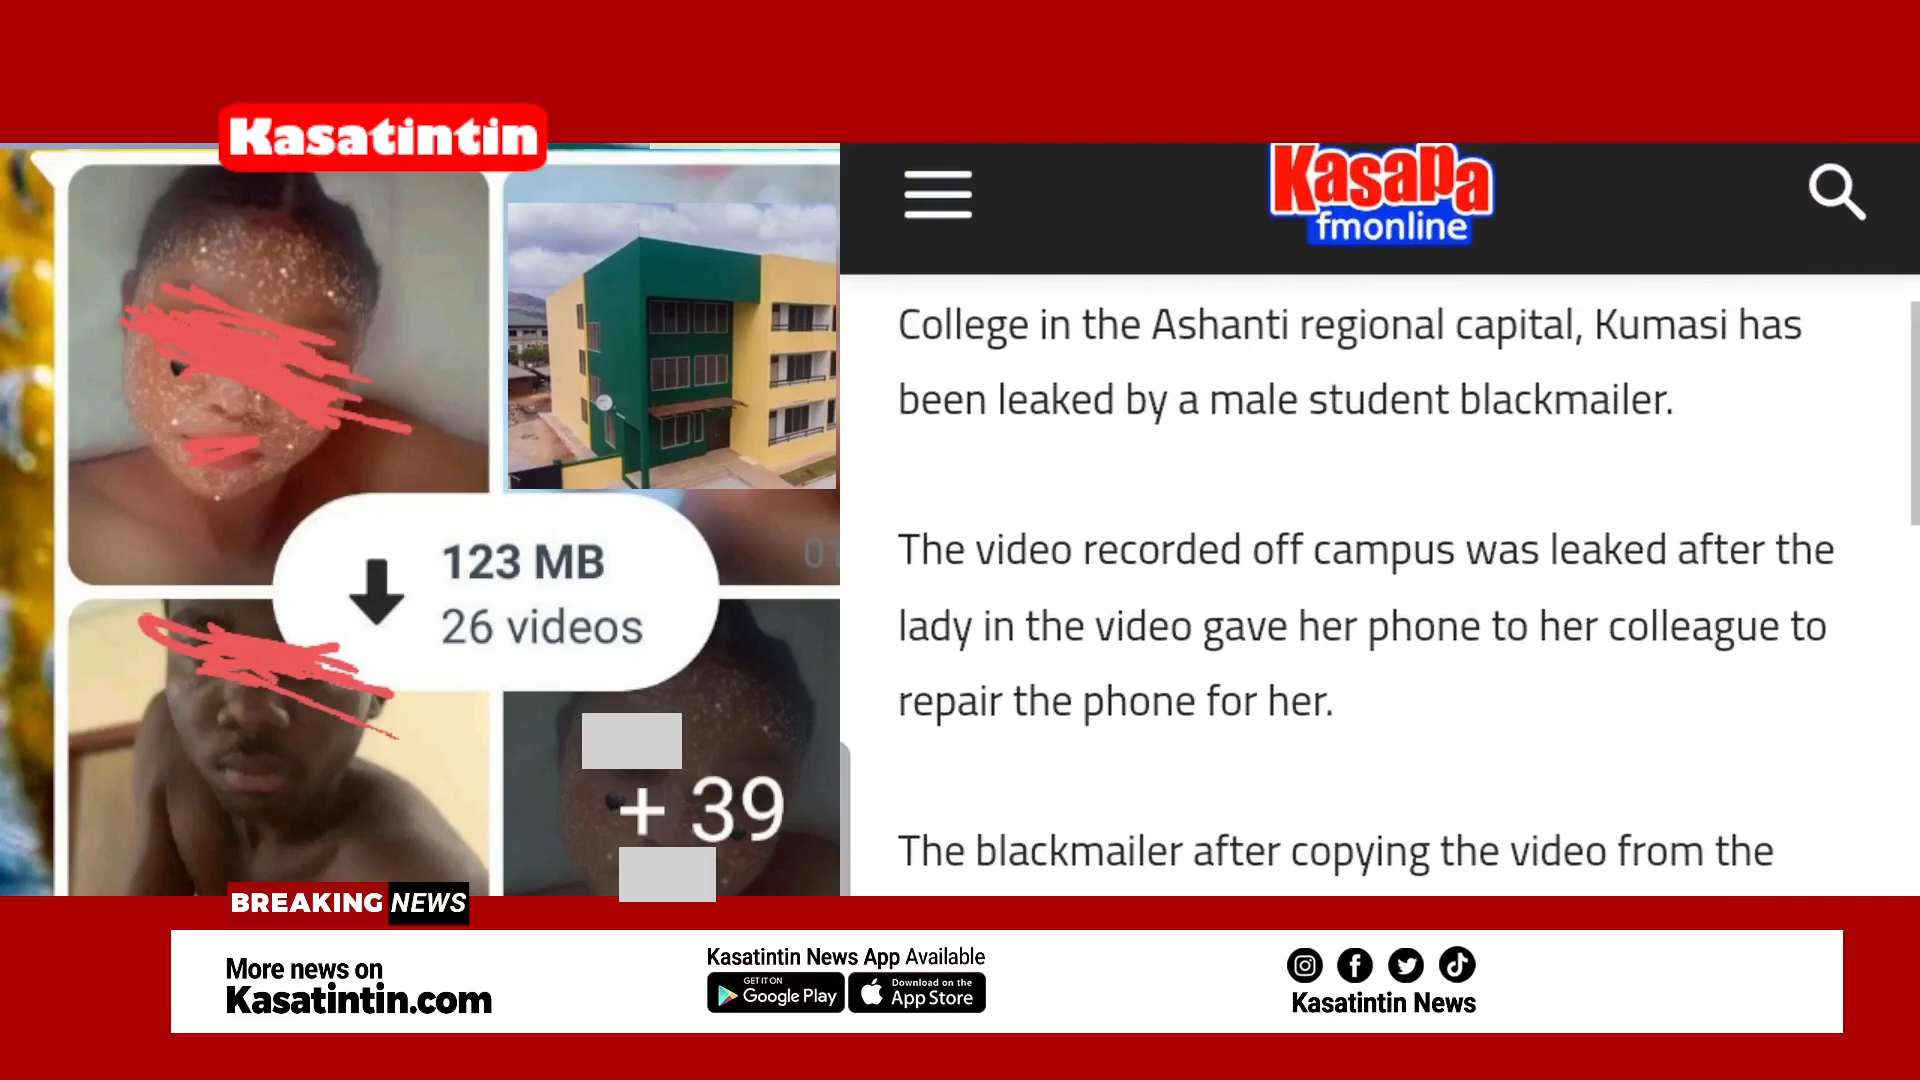 Kasatintin
123 MB
26 videos
+ 39
Kasapa
fmonline
College in the Ashanti regional capital, Kumasi has
been leaked by a male student blackmailer.
The video recorded off campus was leaked after the
lady in the video gave her phone to her colleague to
repair the phone for her.
The blackmailer after copying the video from the
BREAKING NEWS
More news on
Kasatintin.com
Kasatintin News App Available
GET IT ON
Google Play
Download on the
App Store
Kasatintin News